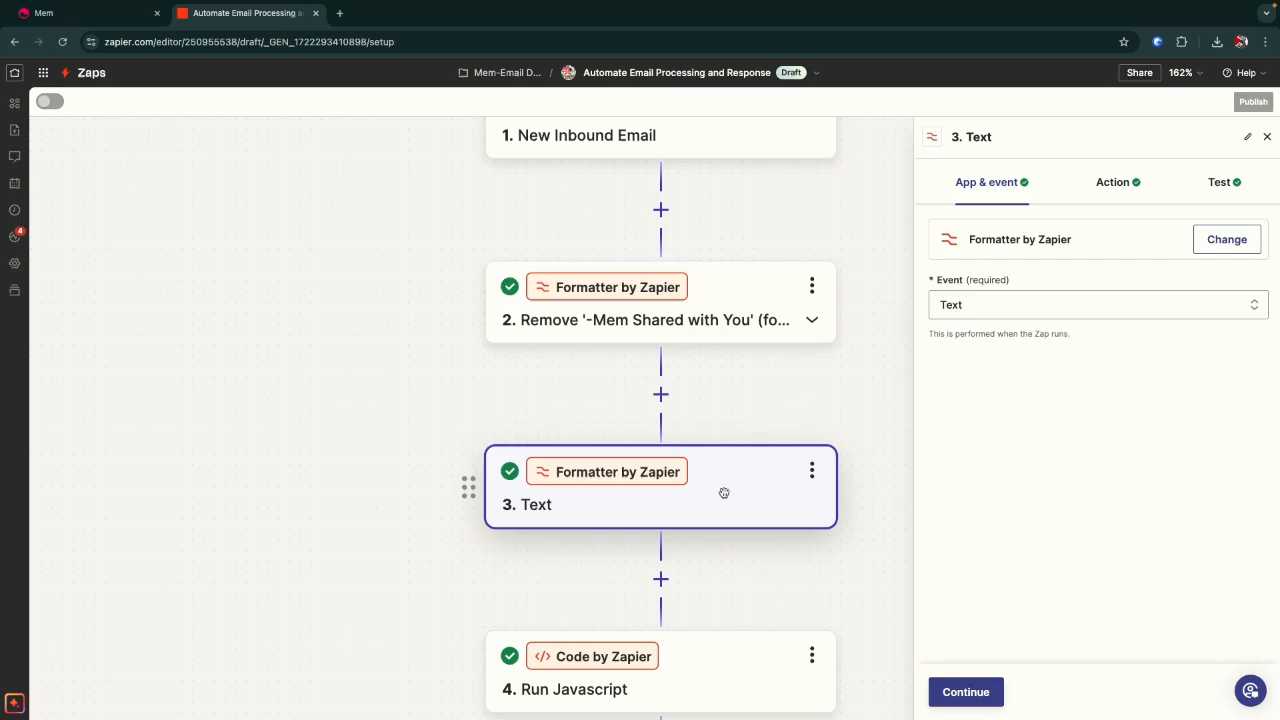 Mem
Automate Email Processing a
zapier.com/editor/250955538/draft/_GEN_1722293410898/setup
Zaps
Mem-Email D... / Automate Email Processing and Response Draft
Share 162% Help
Publish
1. New Inbound Email
Formatter by Zapier
2. Remove '-Mem Shared with You' (fo...
Formatter by Zapier
3. Text
Code by Zapier
4. Run Javascript
4
3. Text
App & event Action Test
Formatter by Zapier Change
* Event (required)
Text
This is performed when the Zap runs.
Continue